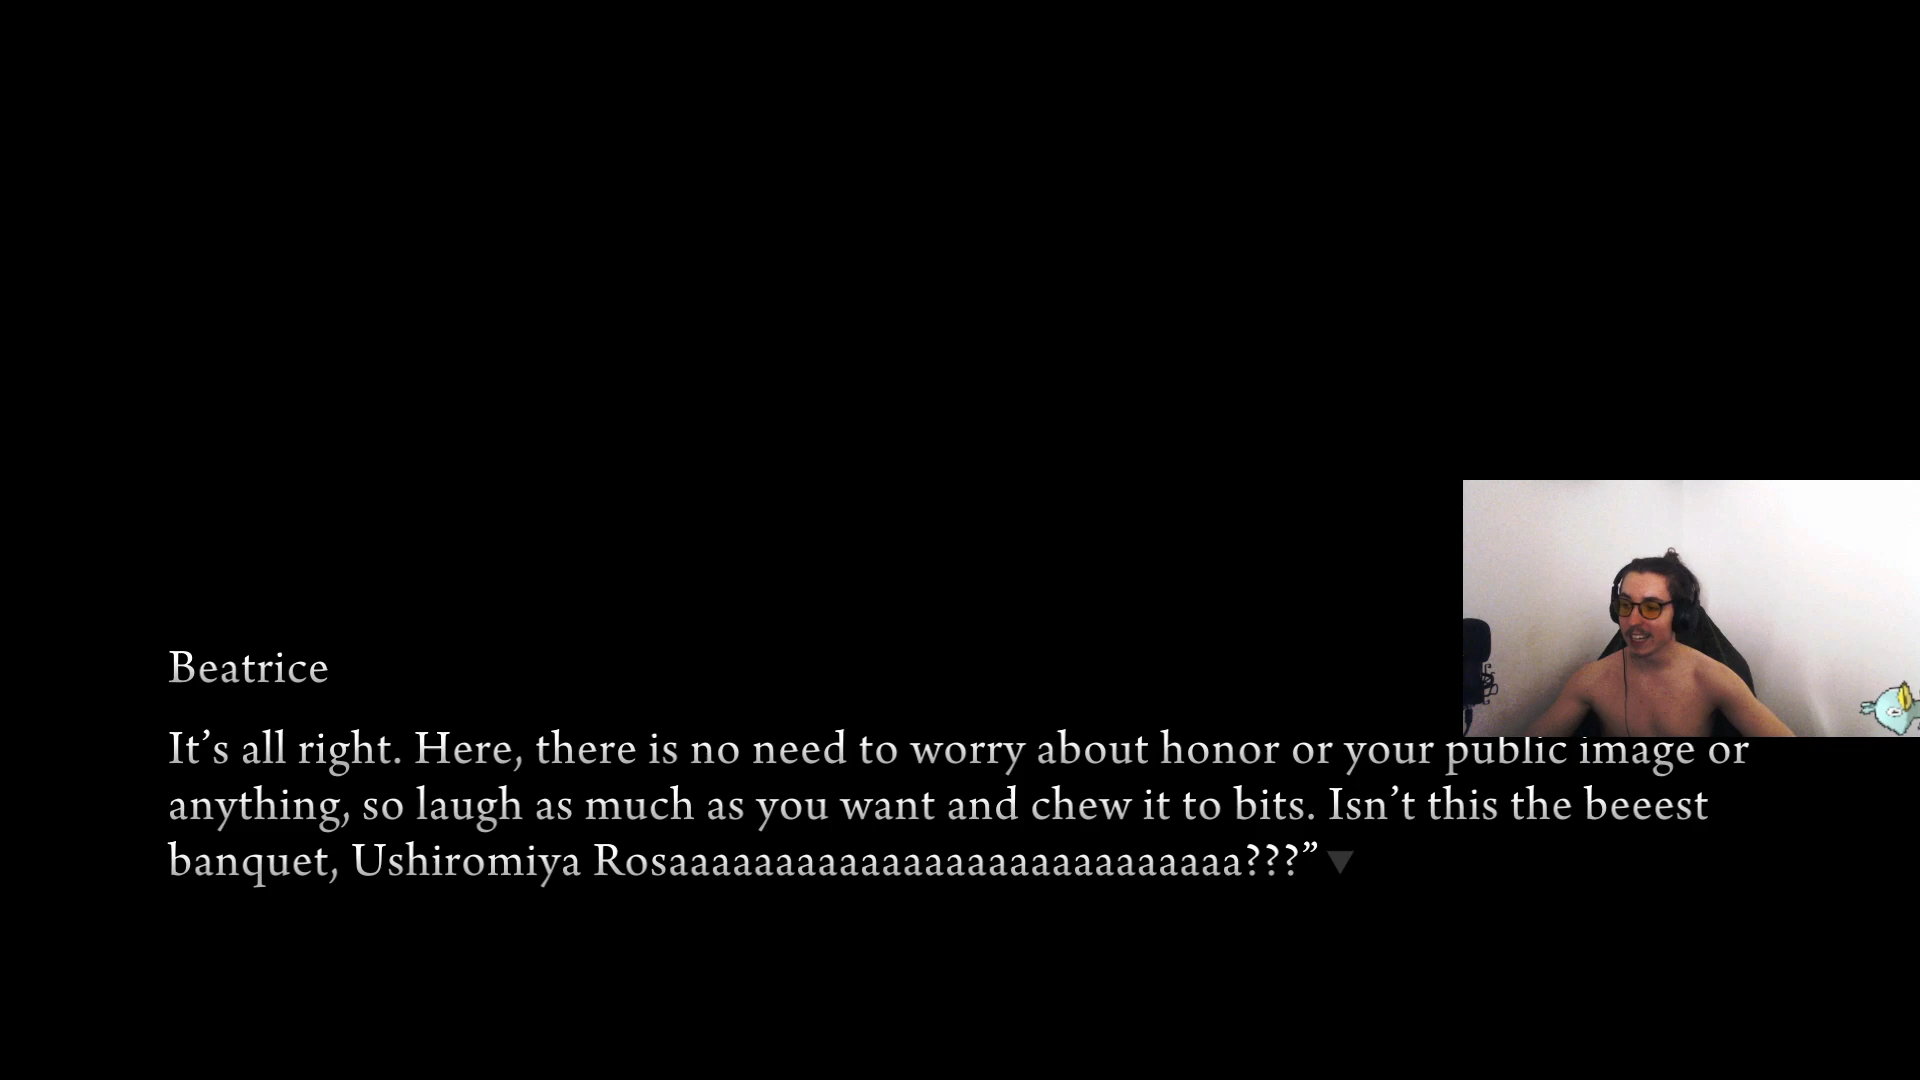 Beatrice
It’s all right. Here, there is no need to worry about honor or your public image or
anything, so laugh as much as you want and chew it to bits. Isn’t this the beeest
banquet, Ushiromiya Rosaaaaaaaaaaaaaaaaaaaaaaaaaaa???”